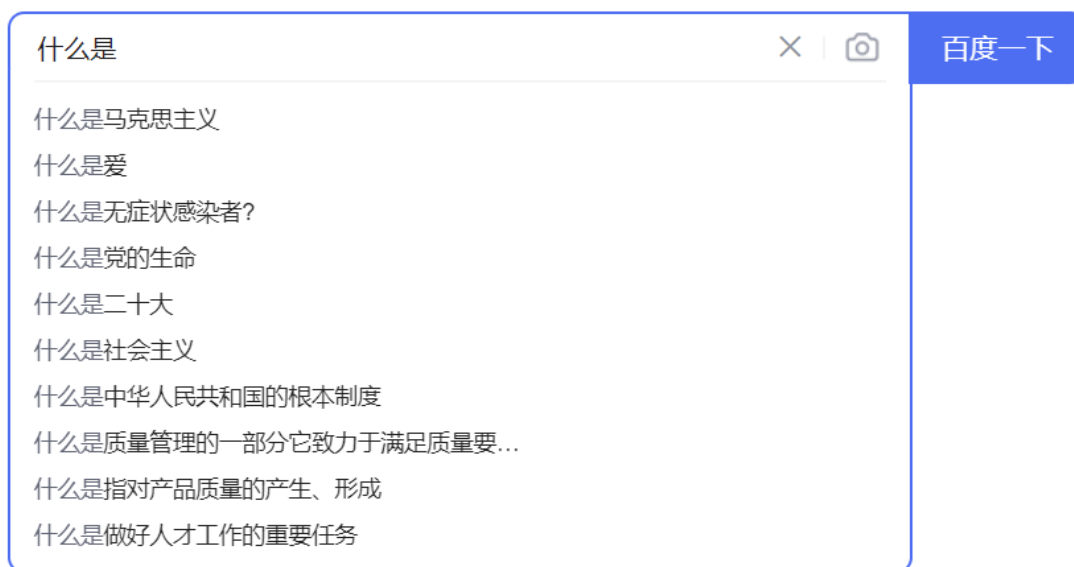 什么是
百度一下
什么是马克思主义
什么是爱
什么是无症状感染者?
什么是党的生命
什么是二十大
什么是社会主义
什么是中华人民共和国的根本制度
什么是质量管理的一部分它致力于满足质量要...
什么是指对产品质量的产生、形成
什么是做好人才工作的重要任务